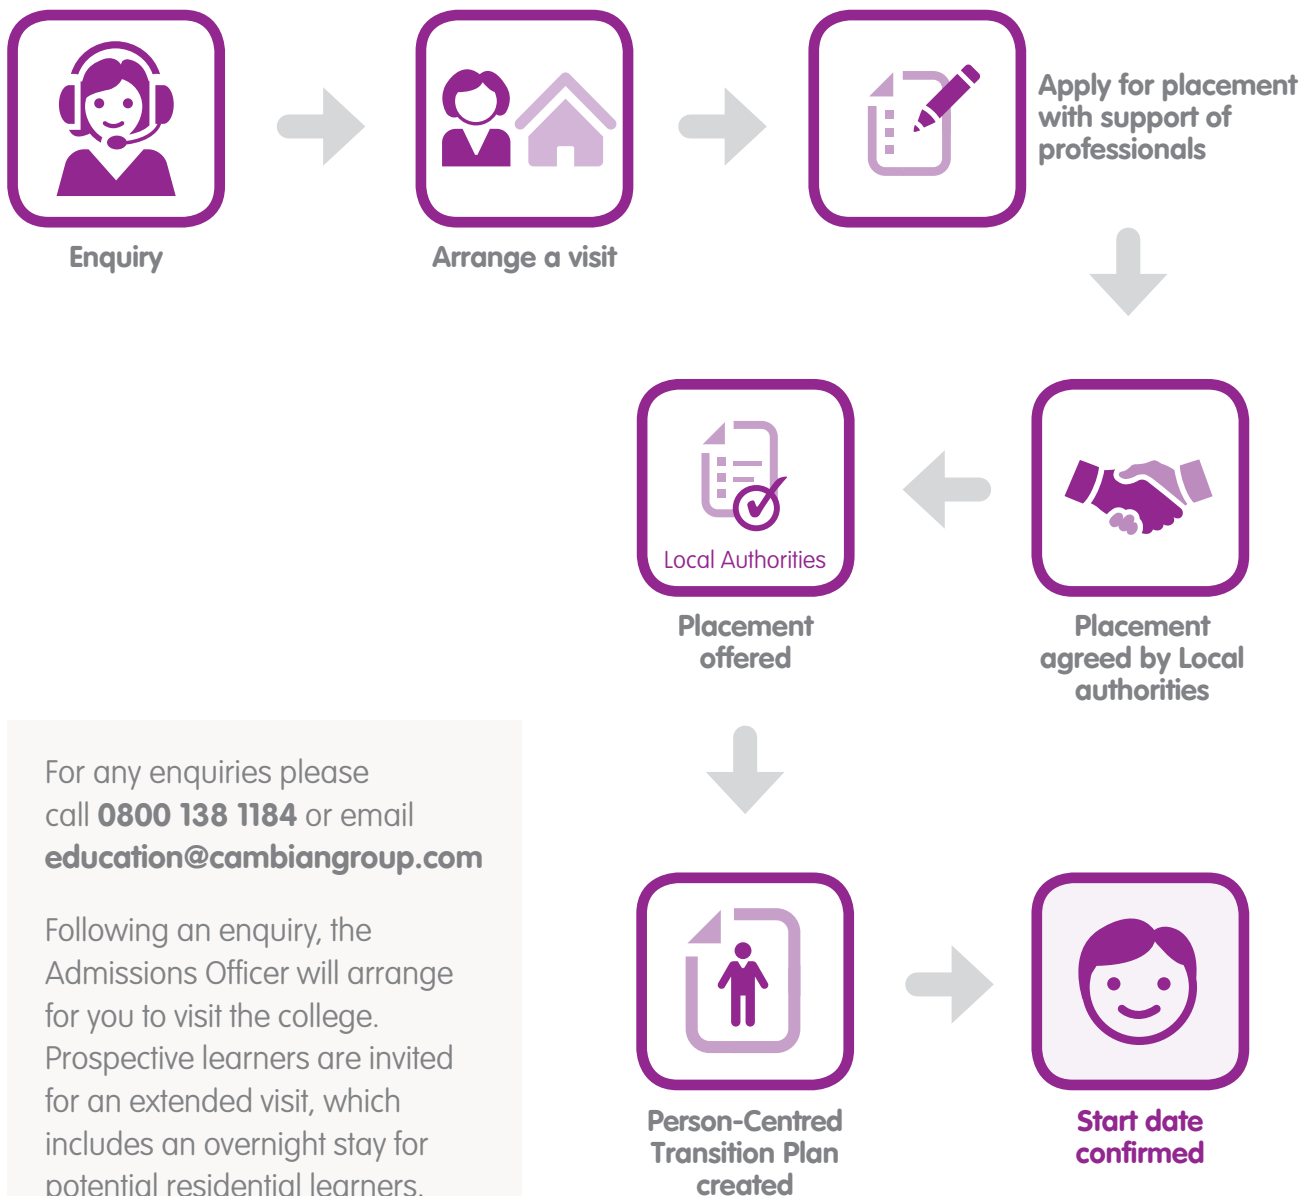 Enquiry
Arrange a visit
Apply for placement
with support of
professionals
Local Authorities
Placement
offered
Placement
agreed by Local
authorities
For any enquiries please
call 0800 138 1184 or email
education@cambiangroup.com
Following an enquiry, the
Admissions Officer will arrange
for you to visit the college.
Prospective learners are invited
for an extended visit, which
includes an overnight stay for
potential residential learners.
Person-Centred
Transition Plan
created
Start date
confirmed